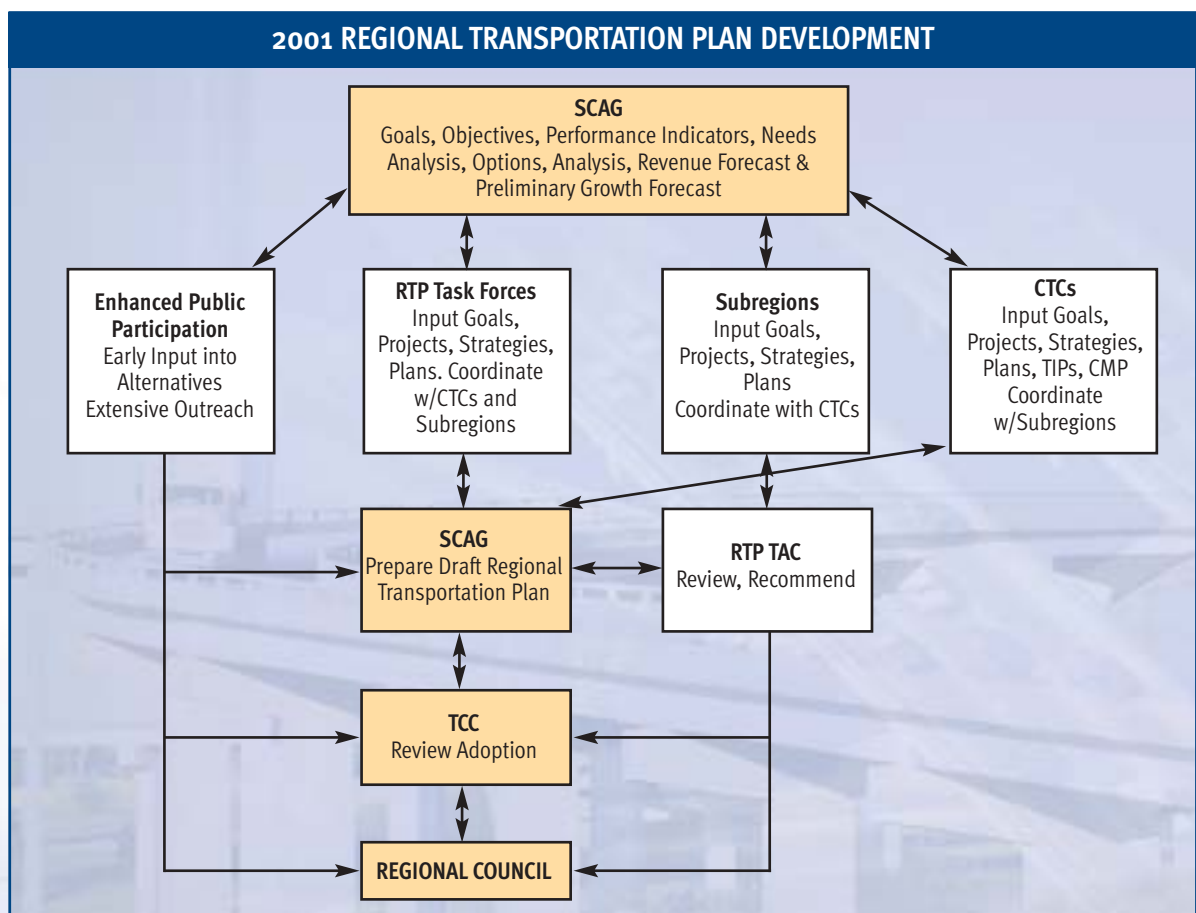 2001 REGIONAL TRANSPORTATION PLAN DEVELOPMENT
SCAG
Goals, Objectives, Performance Indicators, Needs
Analysis, Options, Analysis, Revenue Forecast &
Preliminary Growth Forecast
Enhanced Public
Participation
Early Input into
Alternatives
Extensive Outreach
RTP Task Forces
Input Goals,
Projects, Strategies,
Plans. Coordinate
w/CTCs and
Subregions
Subregions
Input Goals,
Projects, Strategies,
Plans
Coordinate with CTCs
CTCs
Input Goals,
Projects, Strategies,
Plans, TIPs, CMP
Coordinate
w/Subregions
SCAG
Prepare Draft Regional
Transportation Plan
RTP TAC
Review, Recommend
TCC
Review Adoption
REGIONAL COUNCIL